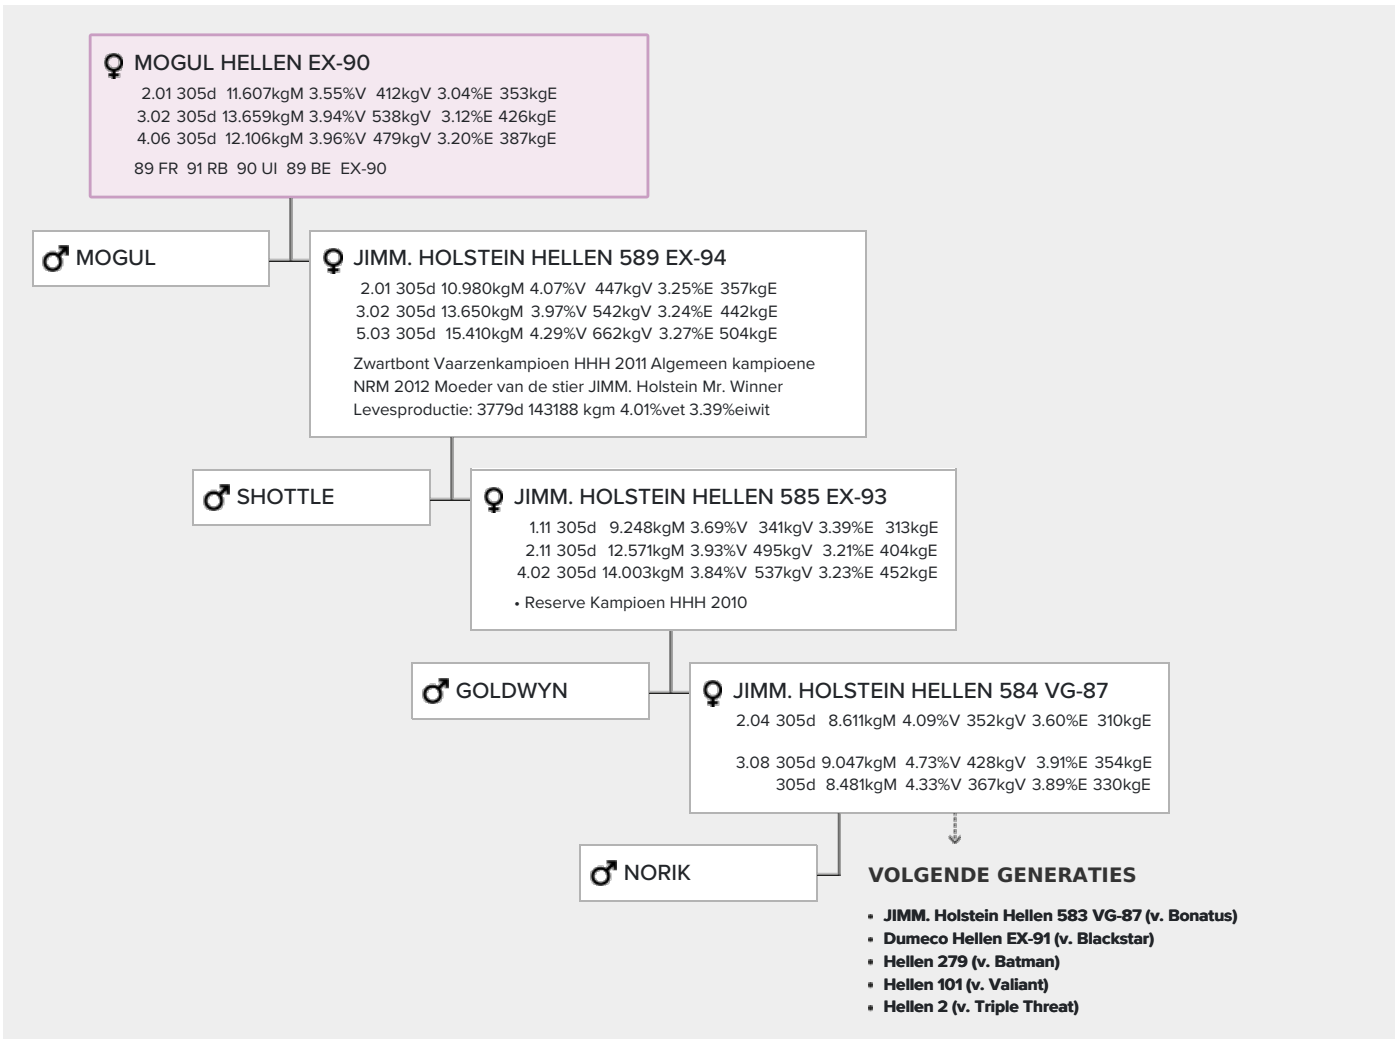 MOGUL HELLEN EX-90
2.01 305d 11.607kgM 3.55%V 412kgV 3.04%E 353kgE
3.02 305d 13.659kgM 3.94%V 538kgV 3.12%E 426kgE
4.06 305d 12.106kgM 3.96%V 479kgV 3.20%E 387kgE
89 FR 91 RB 90 UI 89 BE EX-90
MOGUL
JIMM. HOLSTEIN HELLEN 589 EX-94
2.01 305d 10.980kgM 4.07%V 447kgV 3.25%E 357kgE
3.02 305d 13.650kgM 3.97%V 542kgV 3.24%E 442kgE
5.03 305d 15.410kgM 4.29%V 662kgV 3.27%E 504kgE
Zwartbont Vaarzenkampioen HHH 2011 Algemeen kampioene
NRM 2012 Moeder van de stier JIMM. Holstein Mr. Winner
Levesproductie: 3779d 143188 kgm 4.01%vet 3.39%eiwit
SHOTTLE
JIMM. HOLSTEIN HELLEN 585 EX-93
1.11 305d 9.248kgM 3.69%V 341kgV 3.39%E 313kgE
2.11 305d 12.571kgM 3.93%V 495kgV 3.21%E 404kgE
4.02 305d 14.003kgM 3.84%V 537kgV 3.23%E 452kgE
• Reserve Kampioen HHH 2010
GOLDWYN
JIMM. HOLSTEIN HELLEN 584 VG-87
2.04 305d 8.611kgM 4.09%V 352kgV 3.60%E 310kgE
3.08 305d 9.047kgM 4.73%V 428kgV 3.91%E 354kgE
305d 8.481kgM 4.33%V 367kgV 3.89%E 330kgE
NORIK
VOLGENDE GENERATIES
• JIMM. Holstein Hellen 583 VG-87 (v. Bonatus)
• Dumeco Hellen EX-91 (v. Blackstar)
• Hellen 279 (v. Batman)
• Hellen 101 (v. Valiant)
• Hellen 2 (v. Triple Threat)